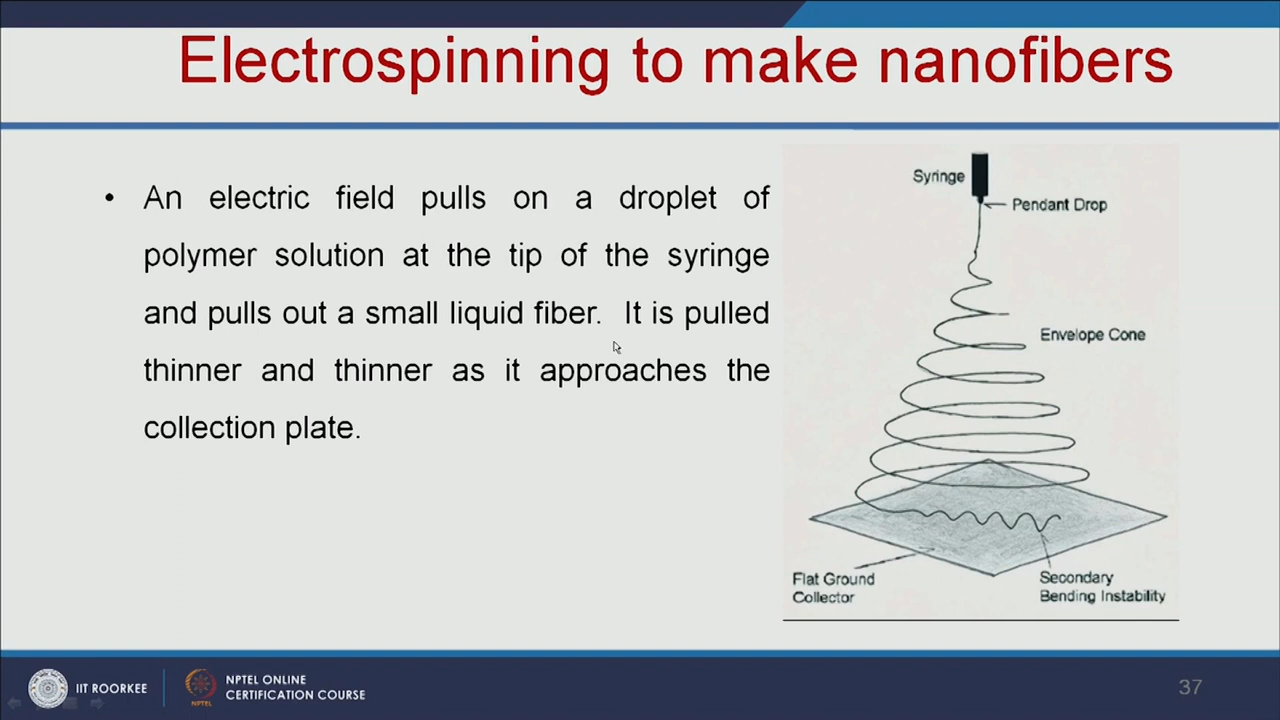 Electrospinning to make nanofibers
• An electric field pulls on a droplet of
polymer solution at the tip of the syringe
and pulls out a small liquid fiber. It is pulled
thinner and thinner as it approaches the
collection plate.
Syringe
Pendant Drop
Envelope Cone
Flat Ground
Collector
Secondary
Bending Instability
IIT ROORKEE
NPTEL
NPTEL ONLINE
CERTIFICATION COURSE
37